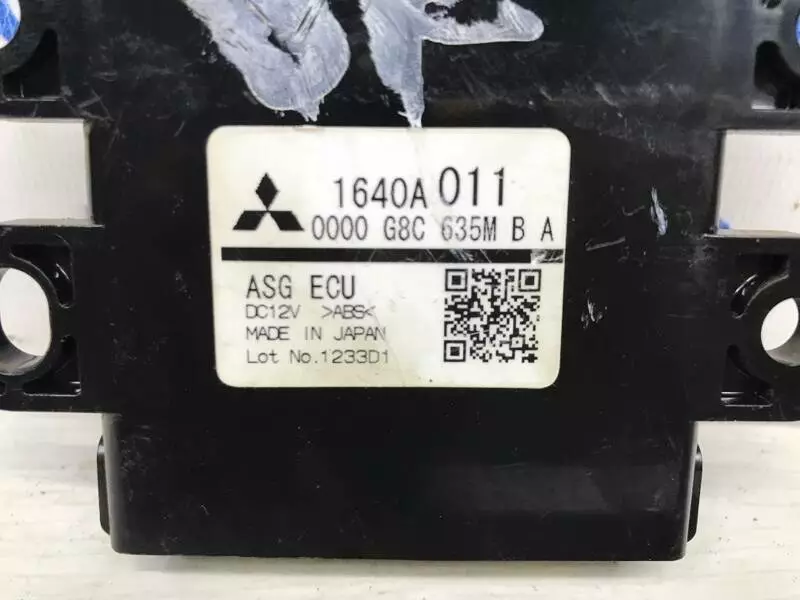 1640A 011
0000 G8C 635M B A
ASG ECU
DC12V >ABS<
MADE IN JAPAN
Lot No.1233D1